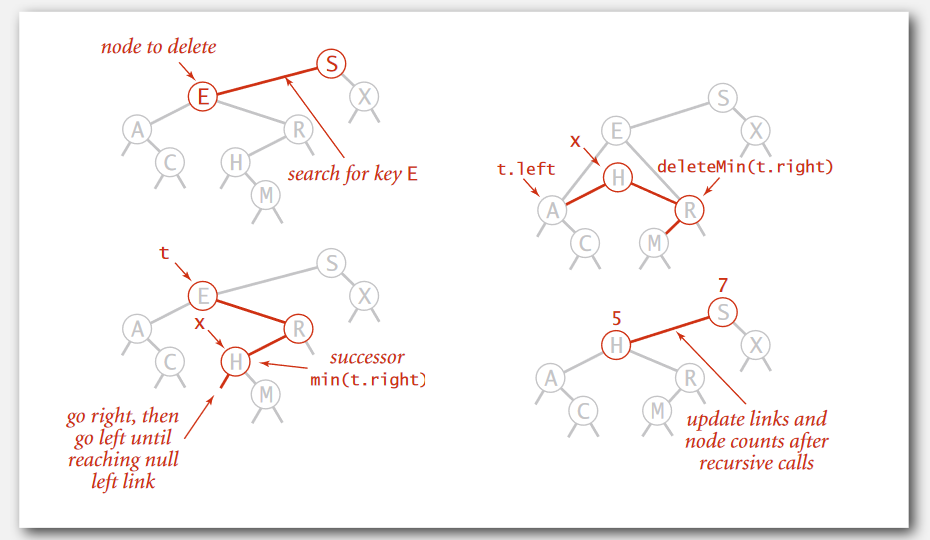 node to delete
S
E
X
A
R
C
H
search for key E
M
t
S
E
X
x
A
R
C
H
successor
min(t.right)
M
go right, then
go left until
reaching null
left link
S
E
X
x
t.left
H
deleteMin(t.right)
A
R
C
M
7
5
S
H
X
A
R
C
M
update links and
node counts after
recursive calls